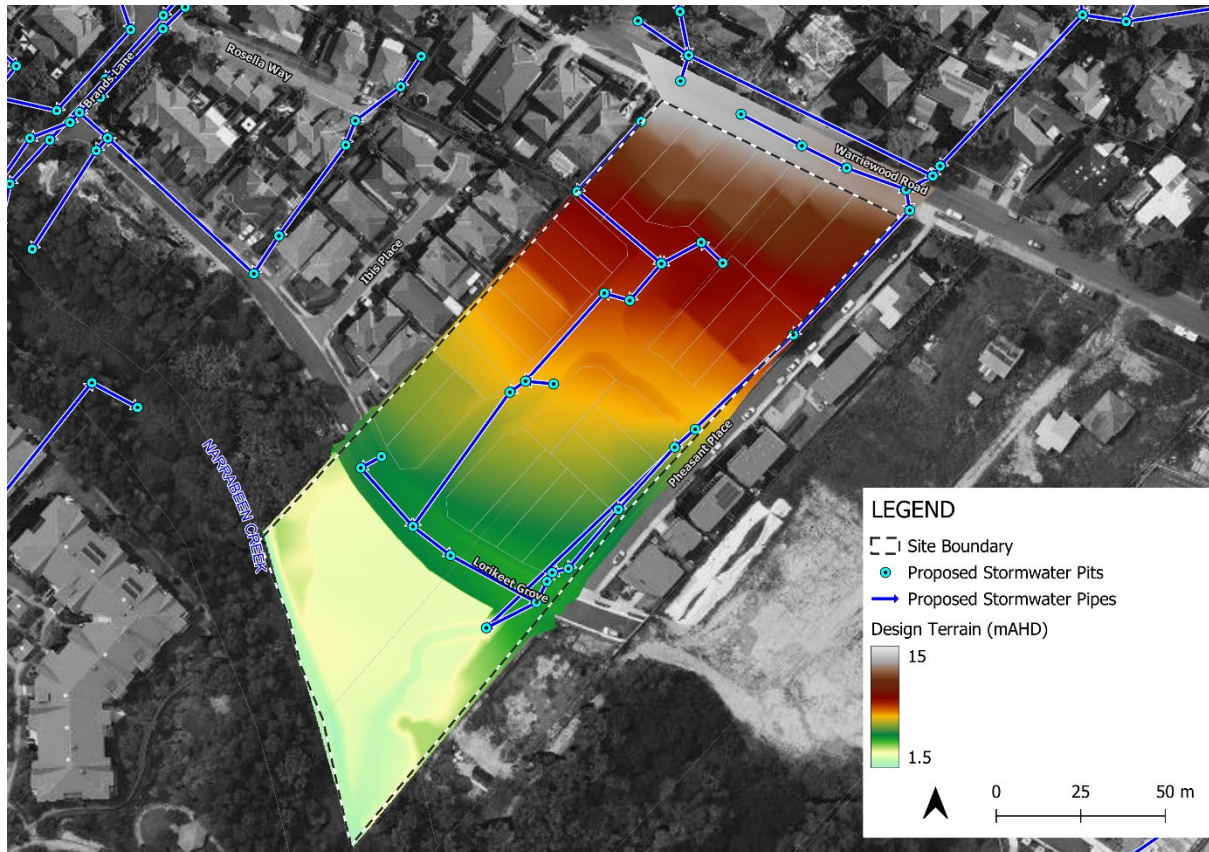 Rosella Way
Brands Lane
Warriewood Road
Ibis Place
Pheasant Place
NARRABEEN CREEK
Lorikeet Grove
LEGEND
Site Boundary
Proposed Stormwater Pits
Proposed Stormwater Pipes
Design Terrain (mAHD)
15
1.5
0 25 50 m